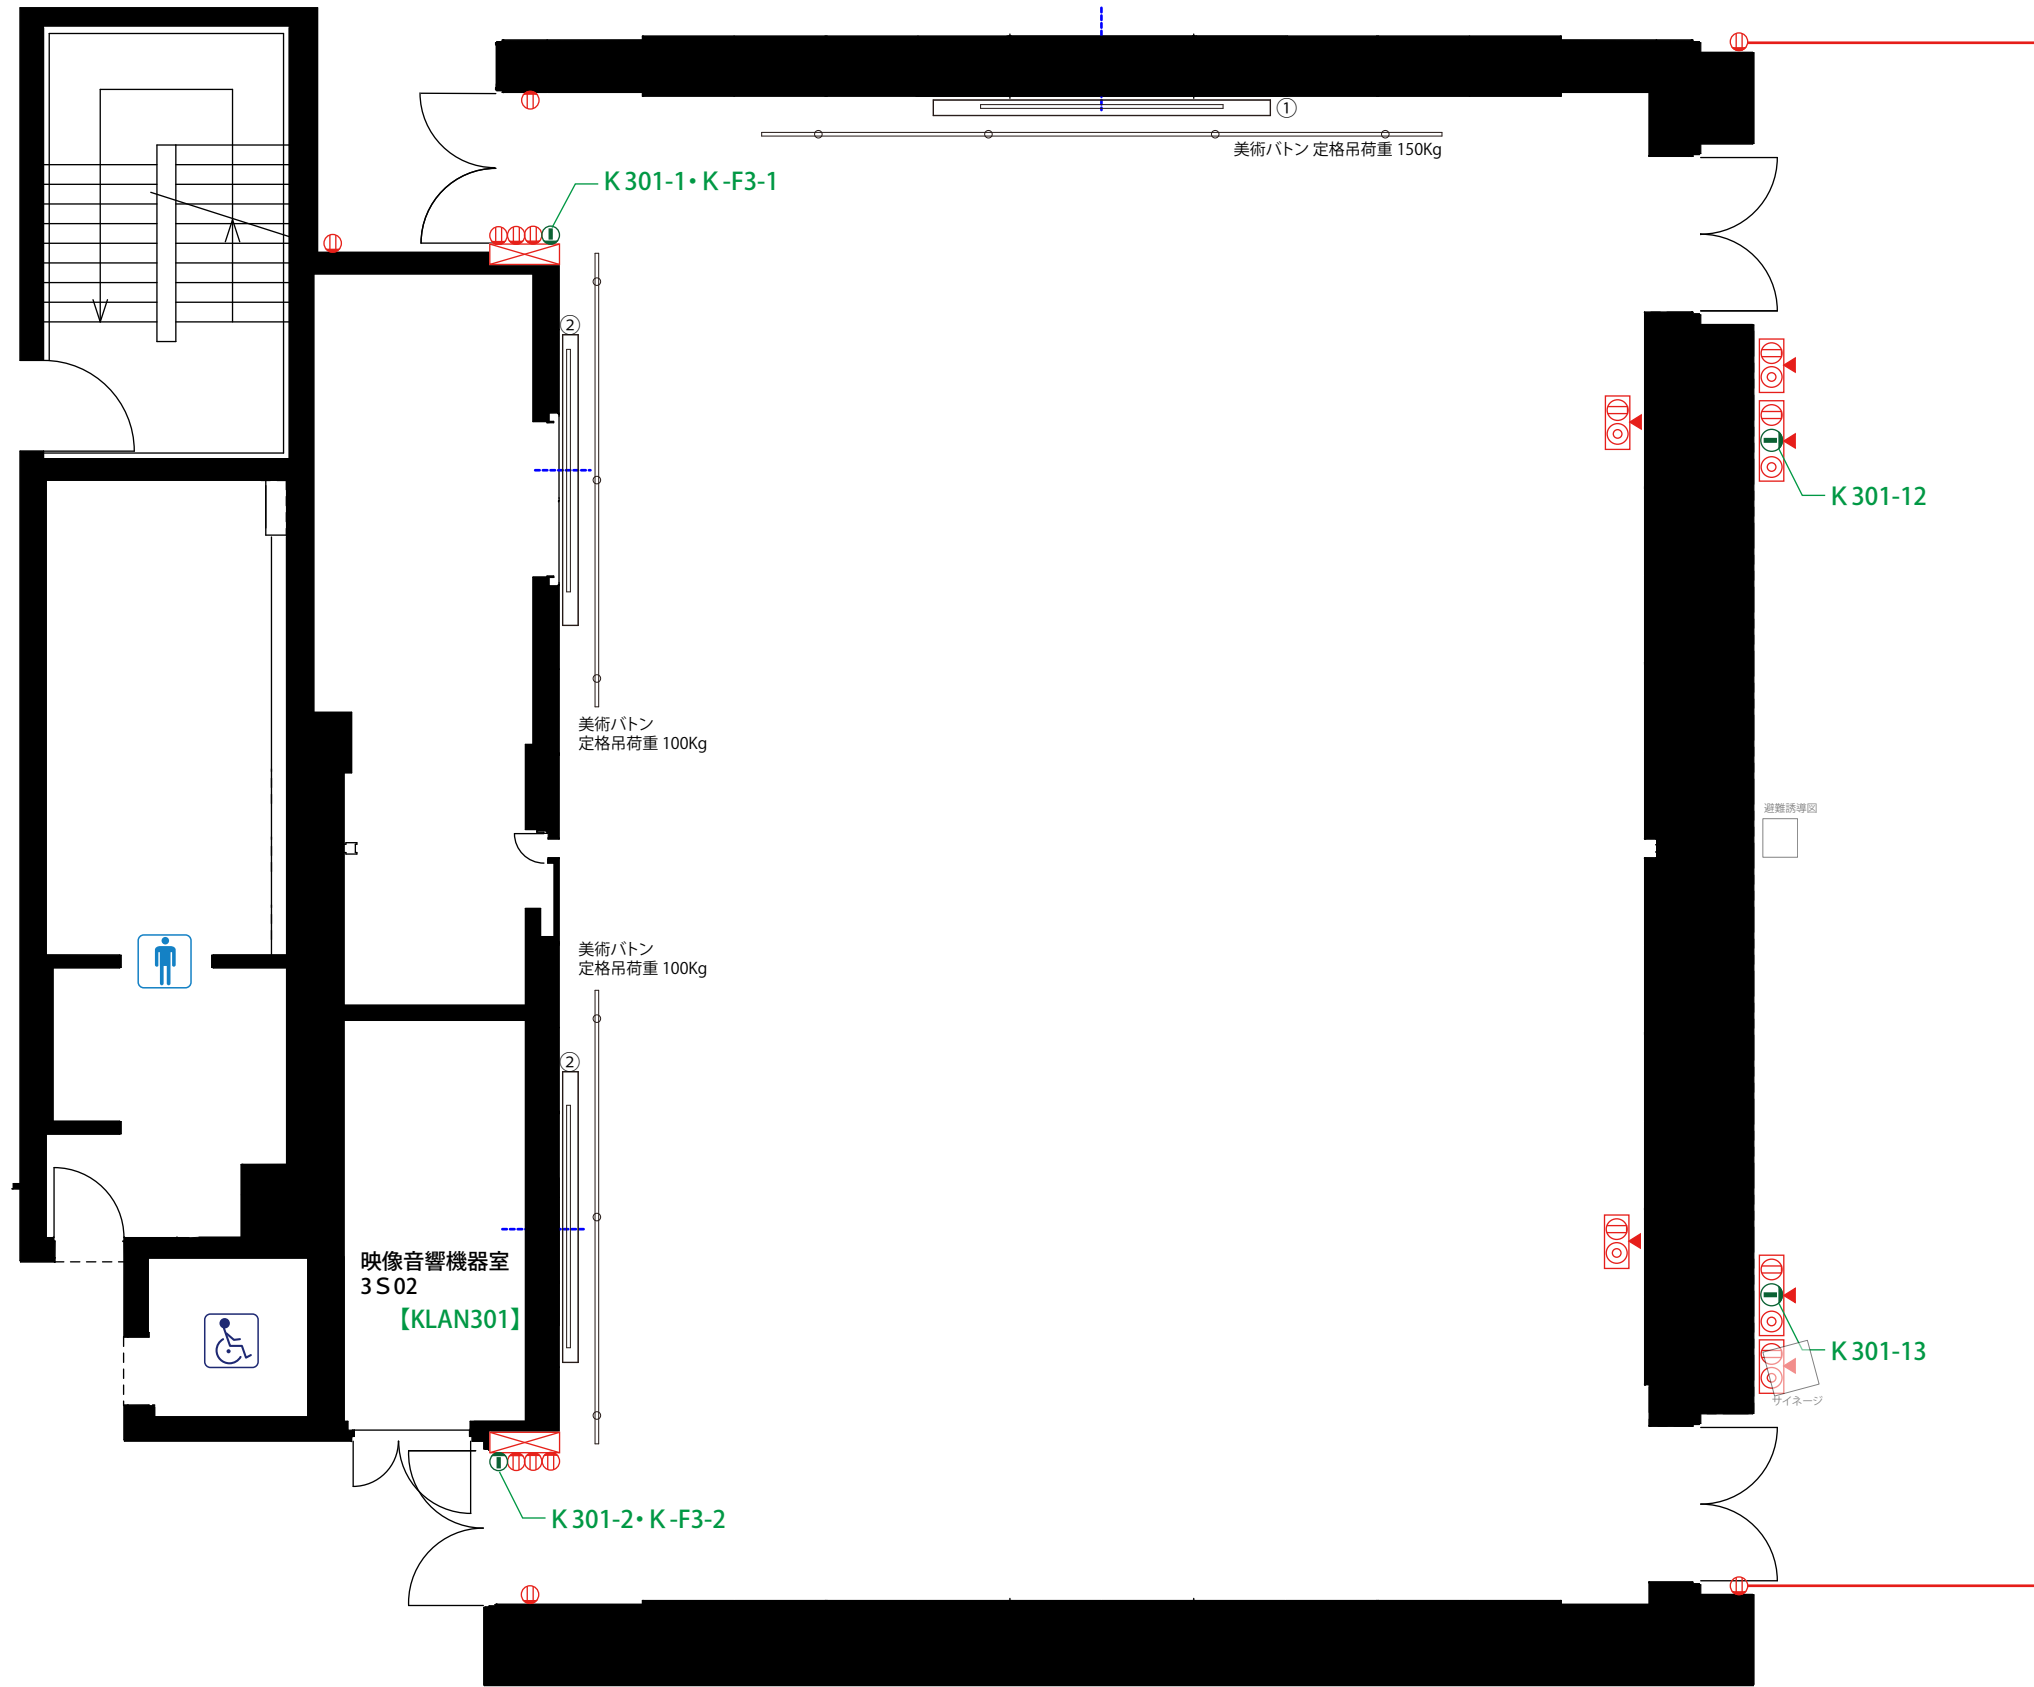 ①
美術バトン 定格吊荷重 150Kg
K 301-1・K -F3-1
②
K 301-12
美術バトン
定格吊荷重 100Kg
避難誘導図
美術バトン
定格吊荷重 100Kg
②
映像音響機器室
3 S 02
【KLAN301】
K 301-13
サイネージ
K 301-2・K -F3-2